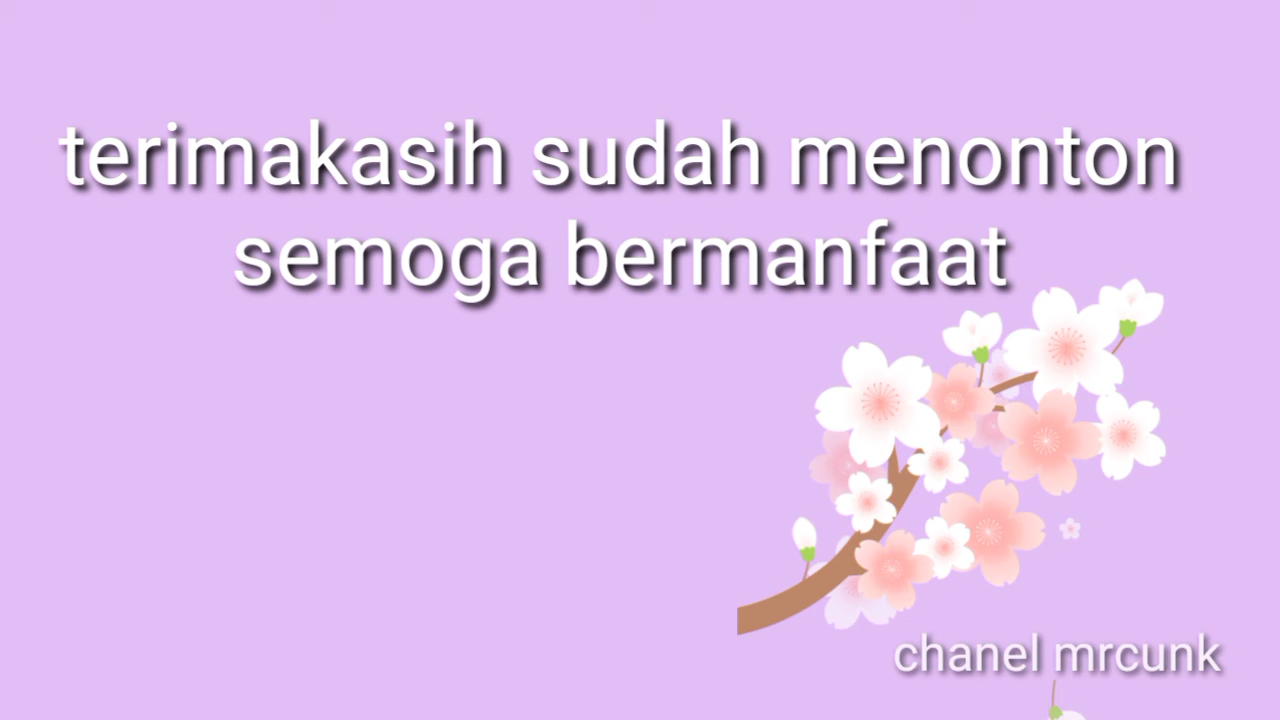 terimakasih sudah menonton
semoga bermanfaat
chanel mrcunk